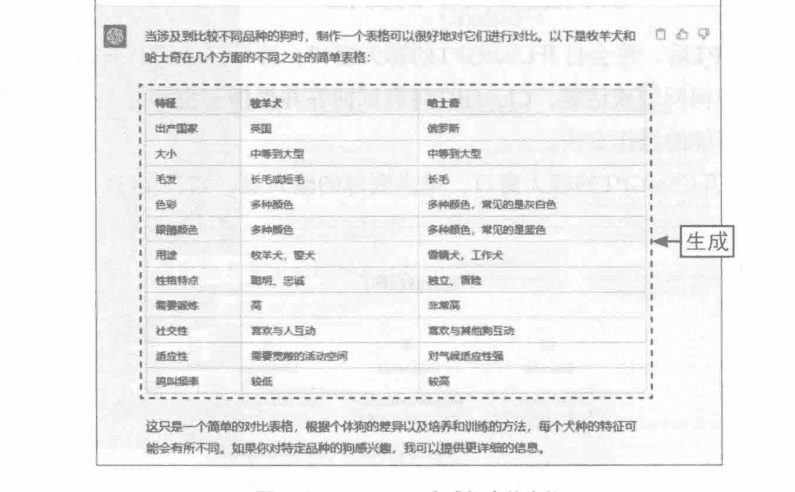 当涉及到比较不同品种的狗时，制作一个表格可以很好地对它们进行对比。以下是牧羊犬和
哈士奇在几个方面的不同之处的简单表格：
特征 牧羊犬 哈士奇
出产国家 英国 俄罗斯
大小 中等到大型 中等到大型
毛发 长毛或短毛 长毛
色彩 多种颜色 多种颜色，常见的是灰白色
眼睛颜色 多种颜色 多种颜色，常见的是蓝色
用途 牧羊犬，警犬 雪橇犬，工作犬
性格特点 聪明、忠诚 独立、冒险
需要锻炼 高 非常高
社交性 喜欢与人互动 喜欢与其他狗互动
适应性 需要宽敞的活动空间 对气候适应性强
鸣叫频率 较低 较高
生成
这只是一个简单的对比表格，根据个体狗的差异以及培养和训练的方法，每个犬种的特征可
能会有所不同。如果你对特定品种的狗感兴趣，我可以提供更详细的信息。